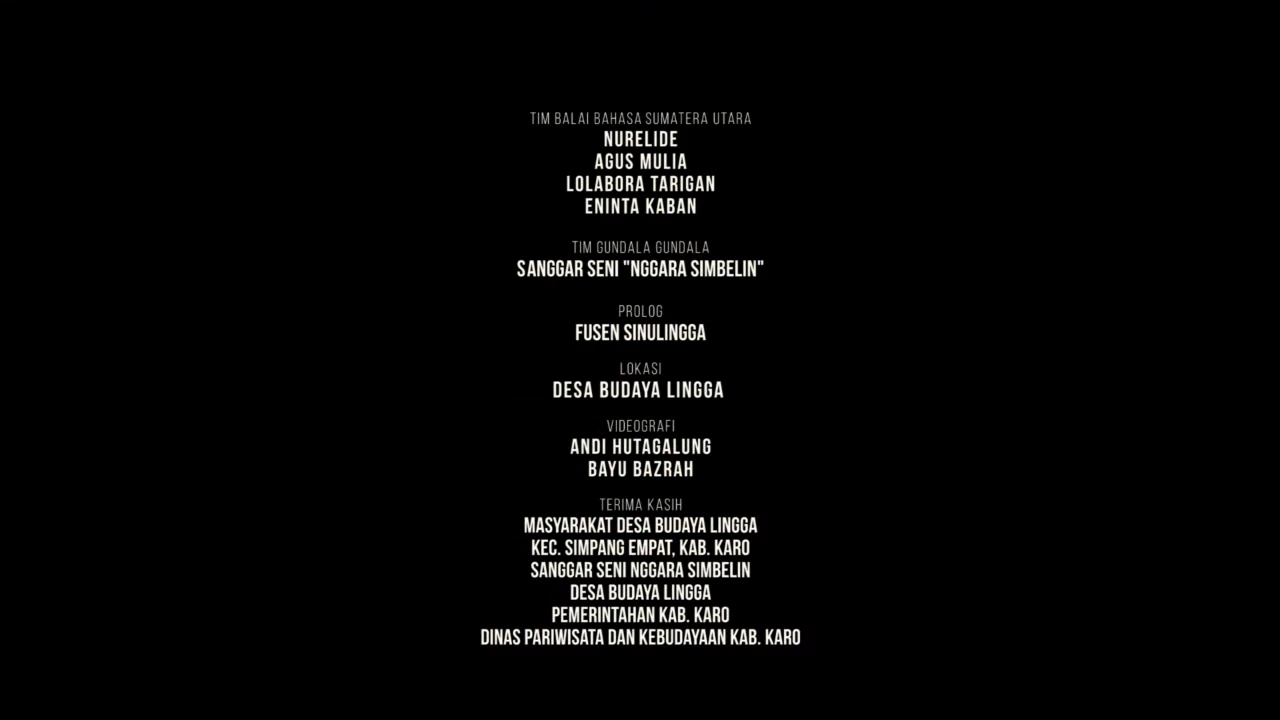 TIM BALAI BAHASA SUMATERA UTARA
NURELIDE
AGUS MULIA
LOLABORA TARIGAN
ENINTA KABAN
TIM GUNDALA GUNDALA
SANGGAR SENI "NGGARA SIMBELIN"
PROLOG
FUSEN SINULINGGA
LOKASI
DESA BUDAYA LINGGA
VIDEOGRAFI
ANDI HUTAGALUNG
BAYU BAZRAH
TERIMA KASIH
MASYARAKAT DESA BUDAYA LINGGA
KEC. SIMPANG EMPAT, KAB. KARO
SANGGAR SENI NGGARA SIMBELIN
DESA BUDAYA LINGGA
PEMERINTAHAN KAB. KARO
DINAS PARIWISATA DAN KEBUDAYAAN KAB. KARO